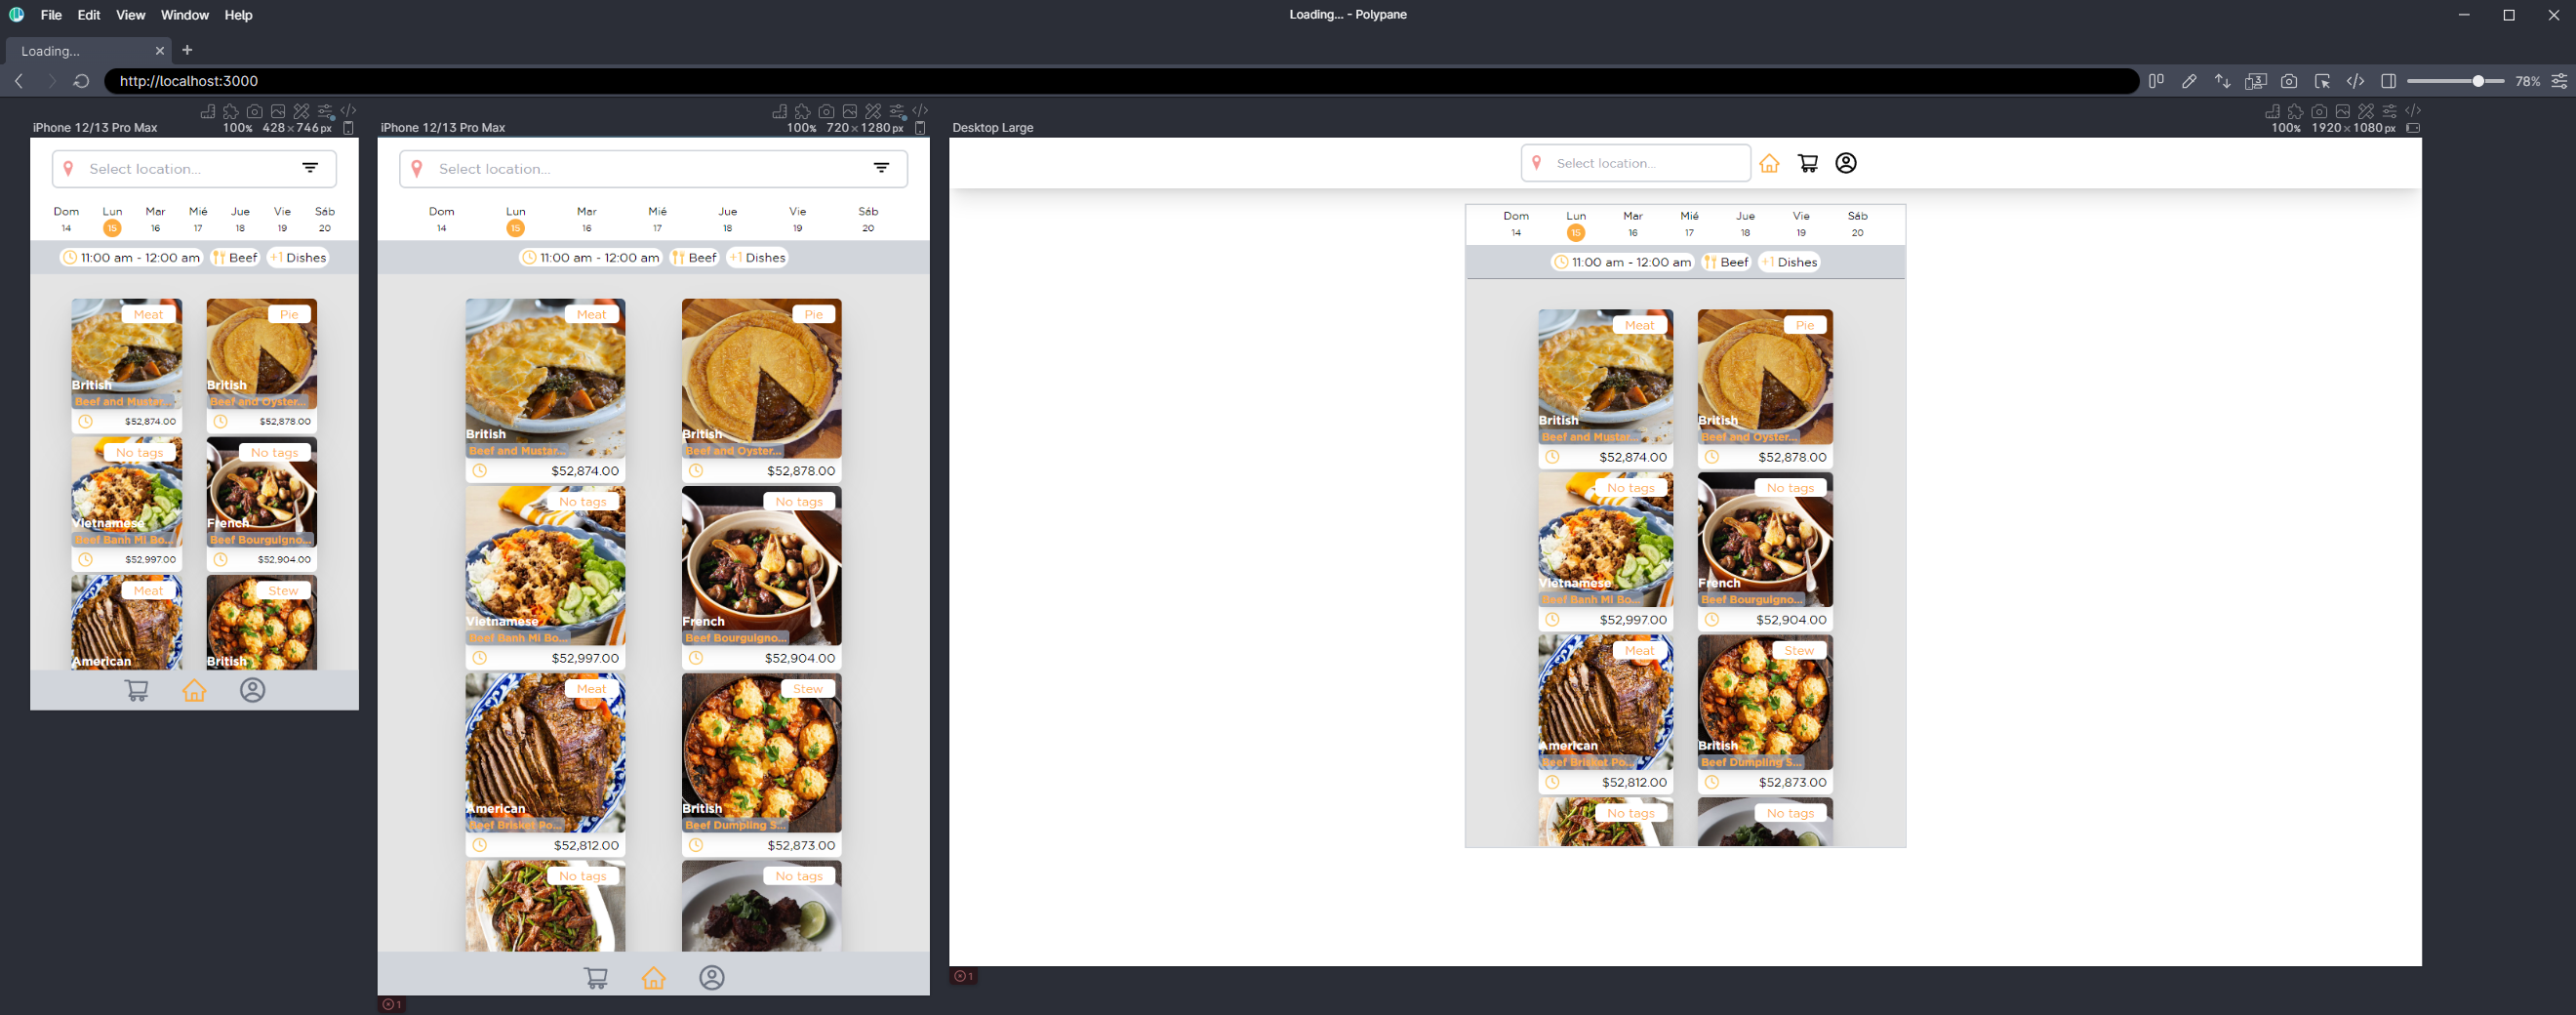 File Edit View Window Help
Loading... - Polypane
Loading...
http://localhost:3000
78%
iPhone 12/13 Pro Max
100% 428×746px
Select location...
Dom Lun Mar Mié Jue Vie Sáb
14 15 16 17 18 19 20
11:00 am - 12:00 am Beef +1 Dishes
Meat Pie
British British
Beef and Mustar... Beef and Oyster...
$52,874.00 $52,878.00
No tags No tags
Vietnamese French
Beef Banh Mi Bo... Beef Bourguigno...
$52,997.00 $52,904.00
Meat Stew
American British
iPhone 12/13 Pro Max
100% 720×1280px
Select location...
Dom Lun Mar Mié Jue Vie Sáb
14 15 16 17 18 19 20
11:00 am - 12:00 am Beef +1 Dishes
Meat Pie
British British
Beef and Mustar... Beef and Oyster...
$52,874.00 $52,878.00
No tags No tags
Vietnamese French
Beef Banh Mi Bo... Beef Bourguigno...
$52,997.00 $52,904.00
Meat Stew
American British
Beef Brisket Po... Beef Dumpling S...
$52,812.00 $52,873.00
No tags No tags
1
Desktop Large
100% 1920×1080px
Select location...
Dom Lun Mar Mié Jue Vie Sáb
14 15 16 17 18 19 20
11:00 am - 12:00 am Beef +1 Dishes
Meat Pie
British British
Beef and Mustar... Beef and Oyster...
$52,874.00 $52,878.00
No tags No tags
Vietnamese French
Beef Banh Mi Bo... Beef Bourguigno...
$52,997.00 $52,904.00
Meat Stew
American British
Beef Brisket Po... Beef Dumpling S...
$52,812.00 $52,873.00
No tags No tags
1